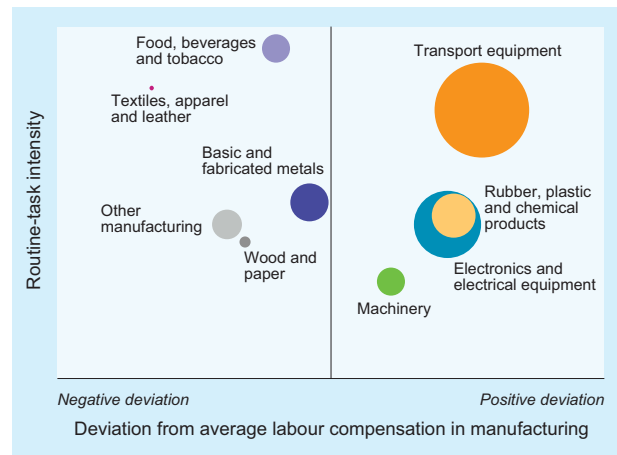 Food, beverages
and tobacco
Transport equipment
Textiles, apparel
and leather
Basic and
fabricated metals
Rubber, plastic
and chemical
products
Other
manufacturing
Wood and
paper
Electronics and
electrical equipment
Machinery
Routine-task intensity
Negative deviation
Positive deviation
Deviation from average labour compensation in manufacturing